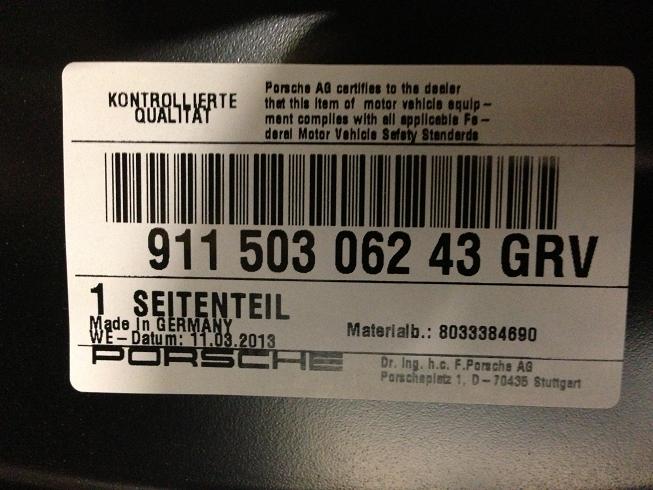 KONTROLLIERTE
QUALITÄT
Porsche AG certifies to the dealer
that this item of motor vehicle equip-
ment complies with all applicable Fe-
deral Motor Vehicle Safety Standards
911 503 062 43 GRV
1 SEITENTEIL
Made in GERMANY
WE-Datum: 11.03.2013
Materialb.: 8033384690
PORSCHE
Dr. Ing. h.c. F.Porsche AG
Porscheplatz 1, D-70435 Stuttgart